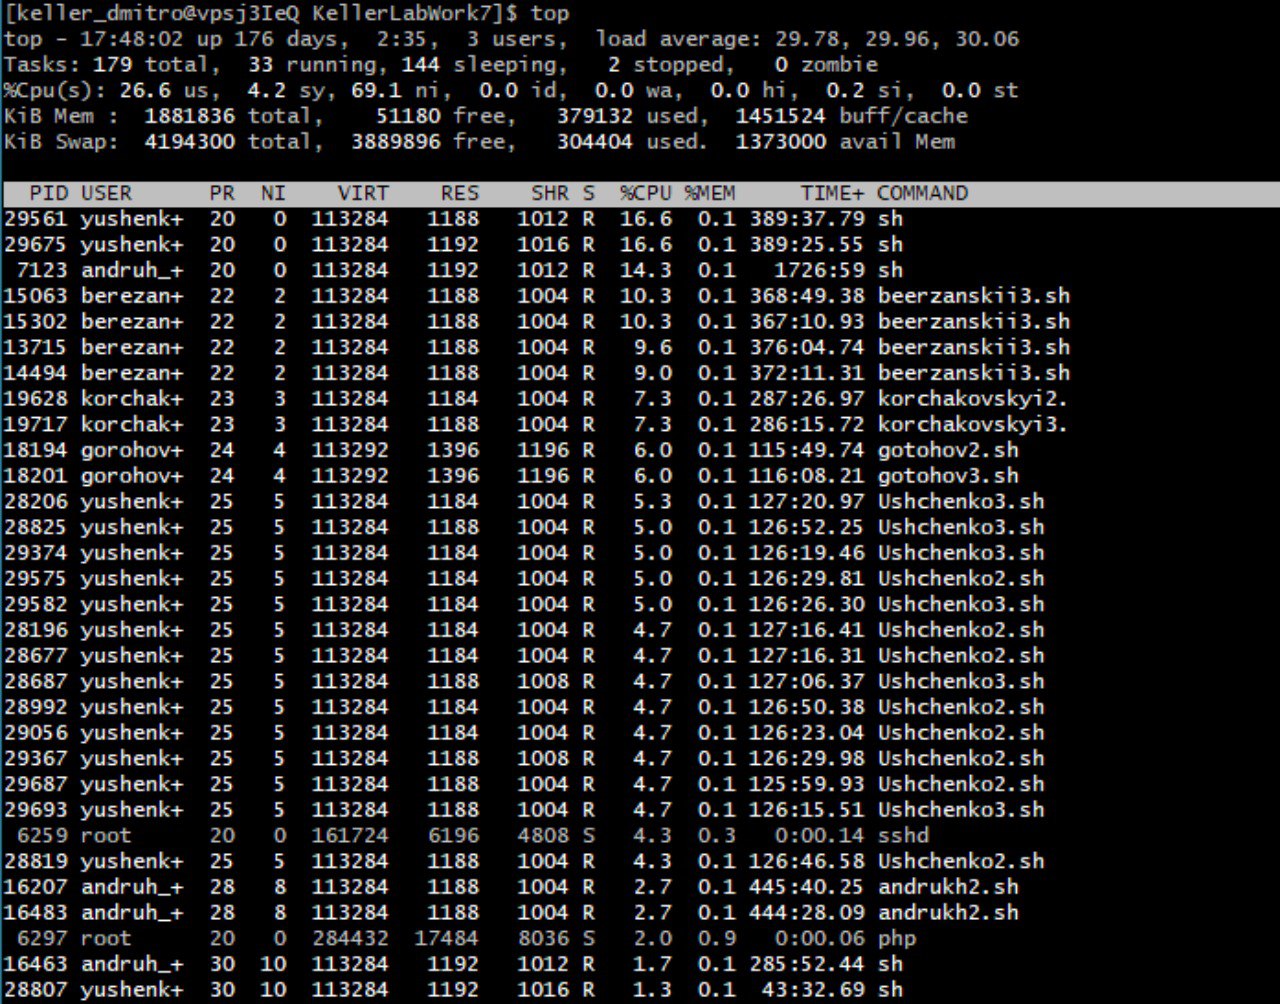 [keller_dmitro@vpsj3IeQ KellerLabWork7]$ top
top - 17:48:02 up 176 days,  2:35,  3 users,  load average: 29.78, 29.96, 30.06
Tasks: 179 total,  33 running, 144 sleeping,   2 stopped,   0 zombie
%Cpu(s): 26.6 us,  4.2 sy, 69.1 ni,  0.0 id,  0.0 wa,  0.0 hi,  0.2 si,  0.0 st
KiB Mem :  1881836 total,    51180 free,   379132 used,  1451524 buff/cache
KiB Swap:  4194300 total,  3889896 free,   304404 used.  1373000 avail Mem
  PID USER      PR  NI    VIRT    RES    SHR S  %CPU %MEM     TIME+ COMMAND
29561 yushenk+  20   0  113284   1188   1012 R  16.6  0.1 389:37.79 sh
29675 yushenk+  20   0  113284   1192   1016 R  16.6  0.1 389:25.55 sh
 7123 andruh_+  20   0  113284   1192   1012 R  14.3  0.1   1726:59 sh
15063 berezan+  22   2  113284   1188   1004 R  10.3  0.1 368:49.38 beerzanskii3.sh
15302 berezan+  22   2  113284   1188   1004 R  10.3  0.1 367:10.93 beerzanskii3.sh
13715 berezan+  22   2  113284   1188   1004 R   9.6  0.1 376:04.74 beerzanskii3.sh
14494 berezan+  22   2  113284   1188   1004 R   9.0  0.1 372:11.31 beerzanskii3.sh
19628 korchak+  23   3  113284   1184   1004 R   7.3  0.1 287:26.97 korchakovskyi2.
19717 korchak+  23   3  113284   1188   1004 R   7.3  0.1 286:15.72 korchakovskyi3.
18194 gorohov+  24   4  113292   1396   1196 R   6.0  0.1 115:49.74 gotohov2.sh
18201 gorohov+  24   4  113292   1396   1196 R   6.0  0.1 116:08.21 gotohov3.sh
28206 yushenk+  25   5  113284   1184   1004 R   5.3  0.1 127:20.97 Ushchenko3.sh
28825 yushenk+  25   5  113284   1188   1004 R   5.0  0.1 126:52.25 Ushchenko3.sh
29374 yushenk+  25   5  113284   1184   1004 R   5.0  0.1 126:19.46 Ushchenko3.sh
29575 yushenk+  25   5  113284   1184   1004 R   5.0  0.1 126:29.81 Ushchenko2.sh
29582 yushenk+  25   5  113284   1184   1004 R   5.0  0.1 126:26.30 Ushchenko3.sh
28196 yushenk+  25   5  113284   1188   1004 R   4.7  0.1 127:16.41 Ushchenko2.sh
28677 yushenk+  25   5  113284   1184   1004 R   4.7  0.1 127:16.31 Ushchenko2.sh
28687 yushenk+  25   5  113284   1188   1008 R   4.7  0.1 127:06.37 Ushchenko3.sh
28992 yushenk+  25   5  113284   1184   1004 R   4.7  0.1 126:50.38 Ushchenko2.sh
29056 yushenk+  25   5  113284   1184   1004 R   4.7  0.1 126:23.04 Ushchenko2.sh
29367 yushenk+  25   5  113284   1188   1008 R   4.7  0.1 126:29.98 Ushchenko2.sh
29687 yushenk+  25   5  113284   1188   1004 R   4.7  0.1 125:59.93 Ushchenko2.sh
29693 yushenk+  25   5  113284   1188   1004 R   4.7  0.1 126:15.51 Ushchenko3.sh
 6259 root      20   0  161724   6196   4808 S   4.3  0.3   0:00.14 sshd
28819 yushenk+  25   5  113284   1188   1004 R   4.3  0.1 126:46.58 Ushchenko2.sh
16207 andruh_+  28   8  113284   1188   1004 R   2.7  0.1 445:40.25 andrukh2.sh
16483 andruh_+  28   8  113284   1188   1004 R   2.7  0.1 444:28.09 andrukh2.sh
 6297 root      20   0  284432  17484   8036 S   2.0  0.9   0:00.06 php
16463 andruh_+  30  10  113284   1192   1012 R   1.7  0.1 285:52.44 sh
28807 yushenk+  30  10  113284   1192   1016 R   1.3  0.1  43:32.69 sh